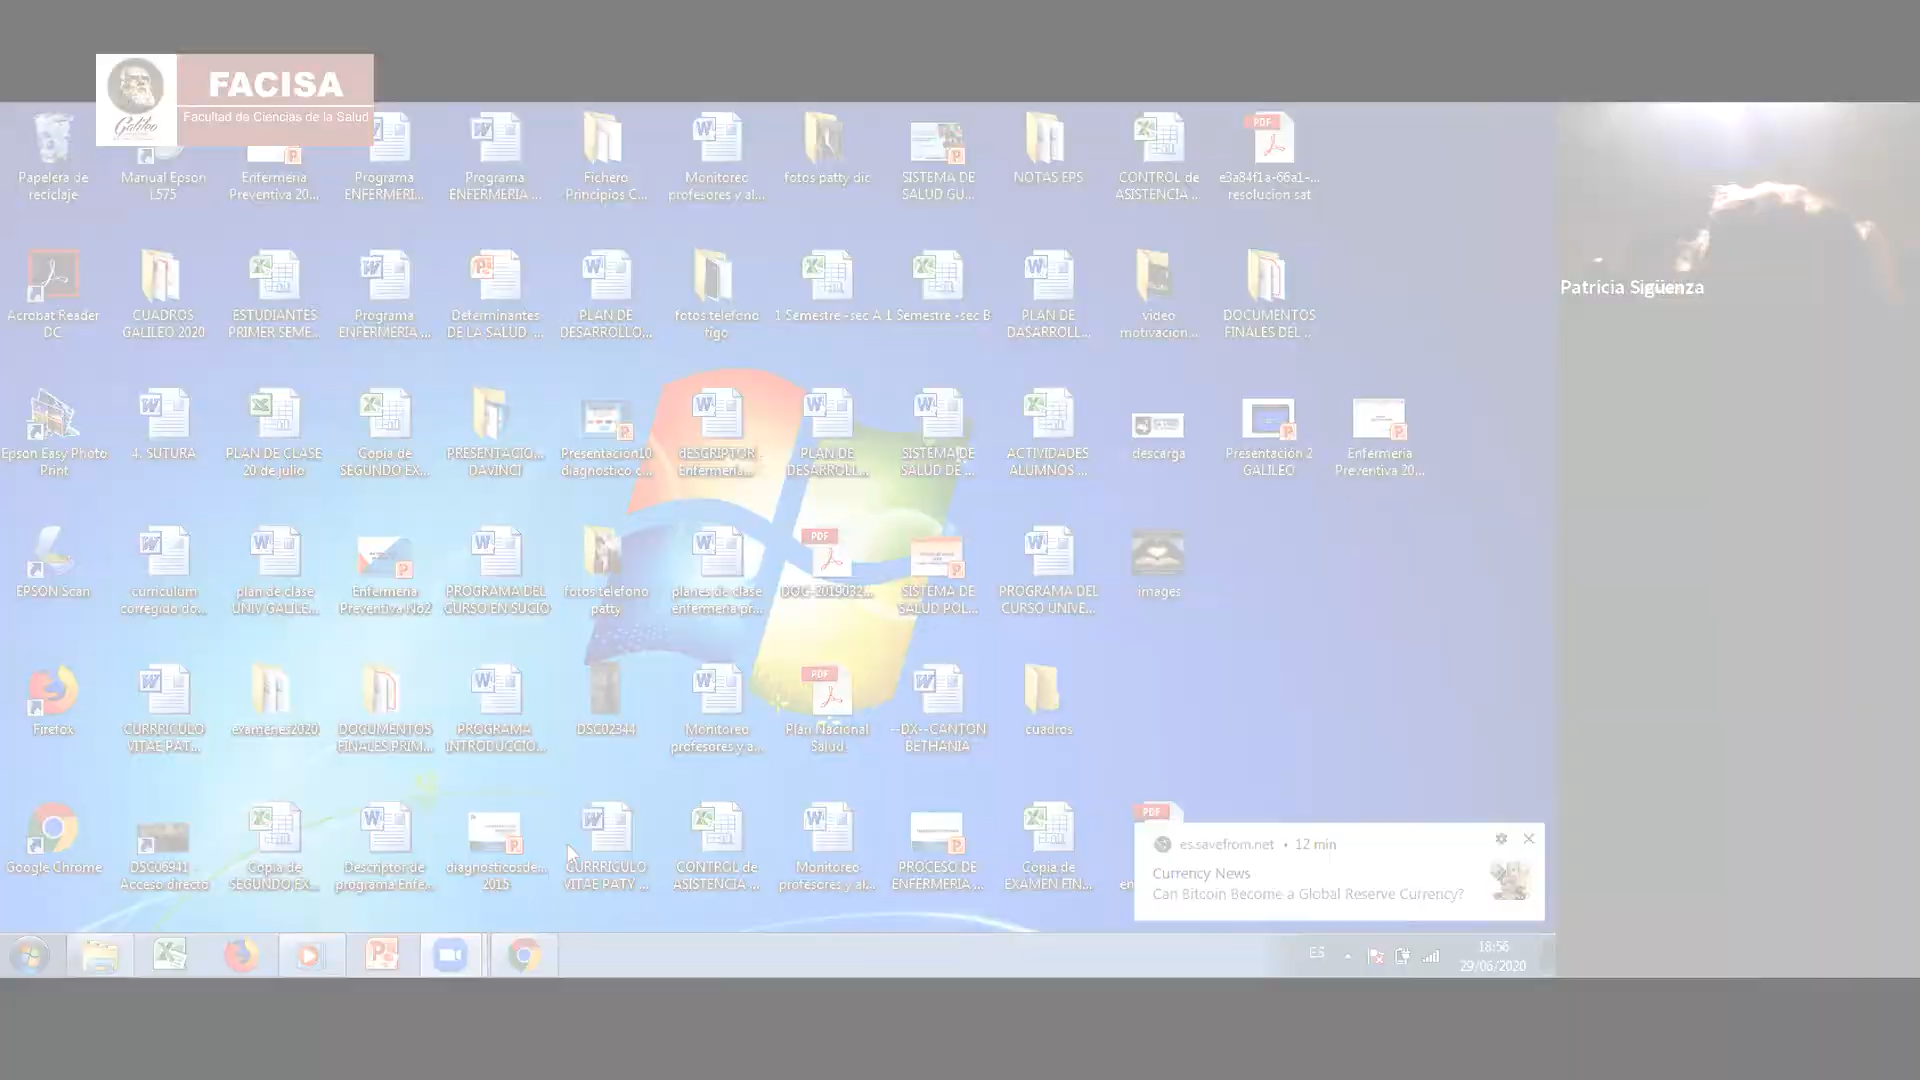 FACISA
Facultad de Ciencias de la Salud
Galileo
Papelera de reciclaje
Manual Epson L575
Enfermeria Preventiva 20...
Programa ENFERMERI...
Programa ENFERMERIA ...
Fichero Principios C...
Monitoreo profesores y al...
fotos patty dic
SISTEMA DE SALUD GU...
NOTAS EPS
CONTROL de ASISTENCIA ...
e3a84f1a-66a1-... resolucion sat
Patricia Sigüenza
Acrobat Reader DC
CUADROS GALILEO 2020
ESTUDIANTES PRIMER SEME...
Programa ENFERMERIA ...
Determinantes DE LA SALUD ...
PLAN DE DESARROLLO...
fotos telefono tigo
1 Semestre -sec A
1 Semestre -sec B
PLAN DE DASARROLL...
video motivacion...
DOCUMENTOS FINALES DEL ...
Epson Easy Photo Print
4. SUTURA
PLAN DE CLASE 20 de julio
Copia de SEGUNDO EX...
PRESENTACIO... DAVINCI
Presentacion10 diagnostico c...
dESCRIPTOR Enfermeria...
PLAN DE DESARROLL...
SISTEMA DE SALUD DE ...
ACTIVIDADES ALUMNOS ...
descarga
Presentación 2 GALILEO
Enfermeria Preventiva 20...
EPSON Scan
curriculum corregido do...
plan de clase UNIV GALILE...
Enfermeria Preventiva No2
PROGRAMA DEL CURSO EN SUCIO
fotos telefono patty
planes de clase enfermeria pr...
DOC-2019032...
SISTEMA DE SALUD POL...
PROGRAMA DEL CURSO UNIVE...
images
Firefox
CURRICULO VITAE PAT...
examenes2020
DOCUMENTOS FINALES PRIM...
PROGRAMA INTRODUCCIO...
DSC02344
Monitoreo profesores y a...
Plan Nacional Salud
--DX--CANTON BETHANIA
cuadros
Google Chrome
DSC06941 - Acceso directo
Copia de SEGUNDO EX...
Descriptor de programa Enfe...
diagnosticosde... 2015
CURRRICULO VITAE PATY ...
CONTROL de ASISTENCIA ...
Monitoreo profesores y al...
PROCESO DE ENFERMERIA ...
Copia de EXAMEN FIN...
en
es.savefrom.net • 12 min
Currency News
Can Bitcoin Become a Global Reserve Currency?
ES
18:56
29/06/2020